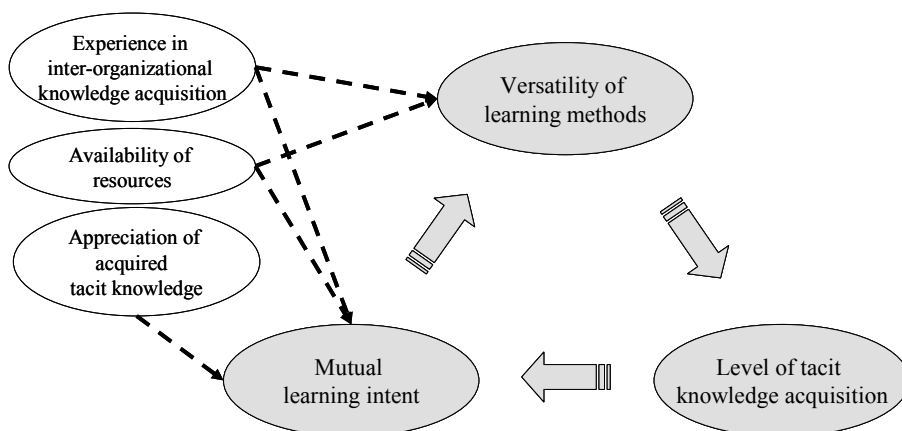 Experience in
inter-organizational
knowledge acquisition
Versatility of
learning methods
Availability of
resources
Appreciation of
acquired
tacit knowledge
Mutual
learning intent
Level of tacit
knowledge acquisition